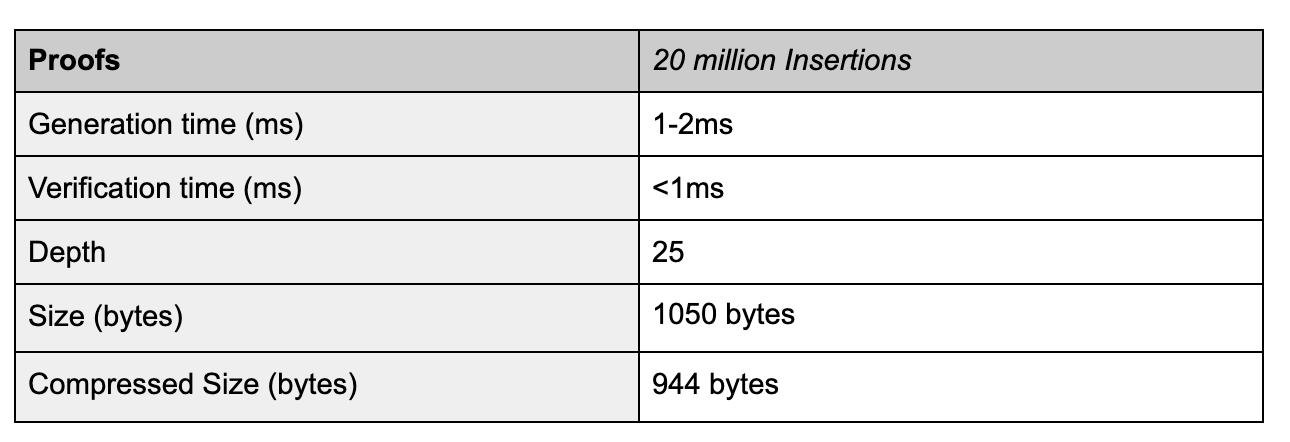 Proofs 20 million Insertions
Generation time (ms) 1-2ms
Verification time (ms) <1ms
Depth 25
Size (bytes) 1050 bytes
Compressed Size (bytes) 944 bytes